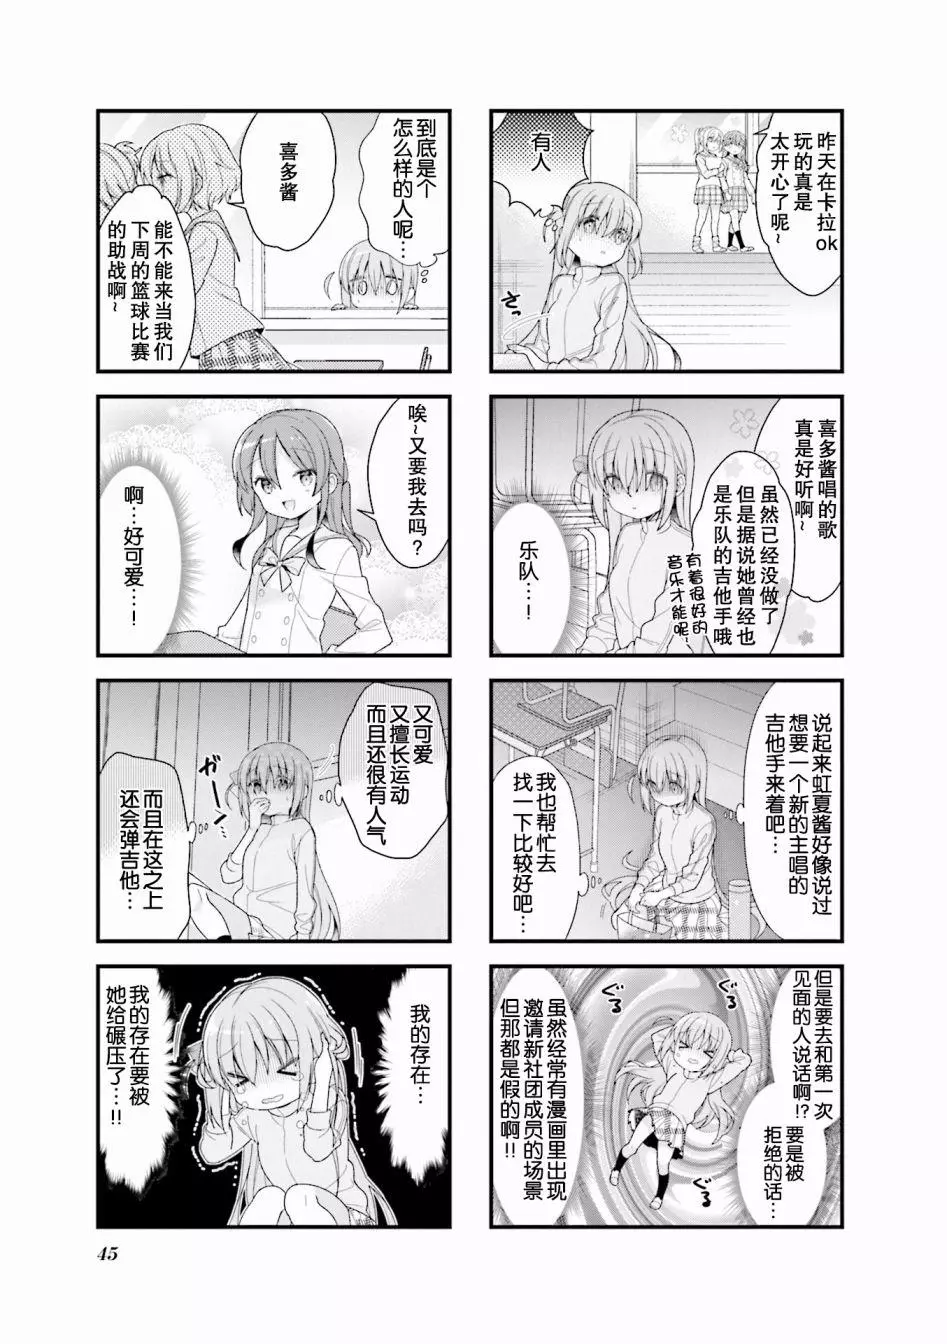 昨天在卡拉ok
玩的真是
太开心了呢~
有人
さっ
喜多酱唱的歌
真是好听啊~
虽然已经没做了
但是据说她曾经也
是乐队的吉他手哦
有着很好的
音乐才能呢~
乐队…!
说起来虹夏酱好像说过
想要一个新的主唱的
吉他手来着吧…
我也帮忙去
找一下比较好吧…
但是要去和第一次
见面的人说话啊!?
要是被
拒绝的话…
ぐる
ぐる
ぐる
虽然经常有漫画里出现
邀请新社团成员的场景
但那都是假的啊!!
到底是个
怎么样的人呢…
喜多酱
能不能来当我们
下周的篮球比赛
的助战啊~
唉~又要我去吗?
啊…好可爱…!
又可爱
又擅长运动
而且还很有人气
ガーン
而且在这之上
还会弹吉他…
我的存在…
我的存在要被
她给碾压了…!!
45